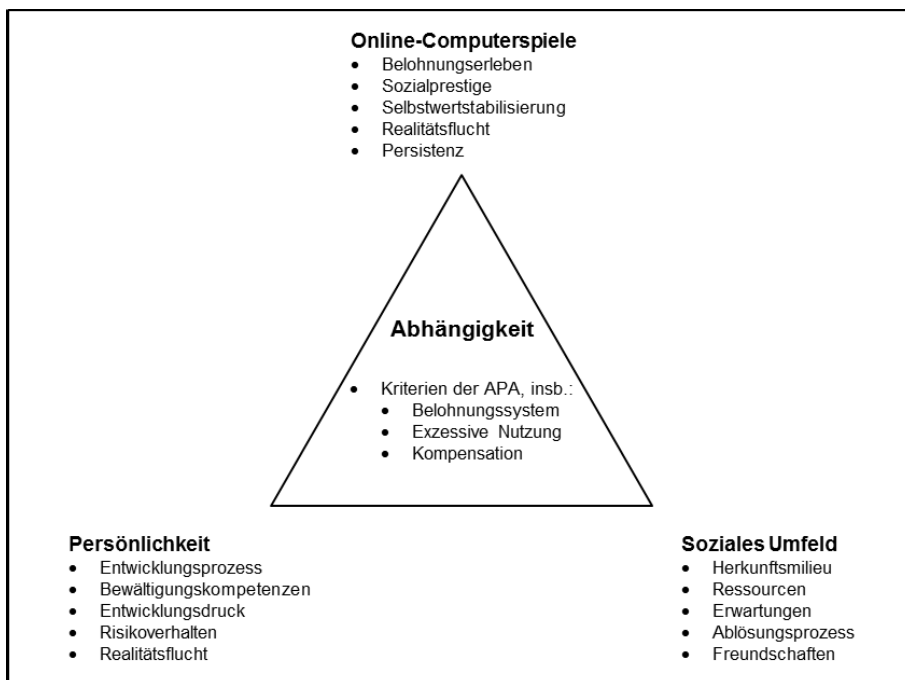 Online-Computerspiele
• Belohnungserleben
• Sozialprestige
• Selbstwertstabilisierung
• Realitätsflucht
• Persistenz
Abhängigkeit
• Kriterien der APA, insb.:
• Belohnungssystem
• Exzessive Nutzung
• Kompensation
Persönlichkeit
• Entwicklungsprozess
• Bewältigungskompetenzen
• Entwicklungsdruck
• Risikoverhalten
• Realitätsflucht
Soziales Umfeld
• Herkunftsmilieu
• Ressourcen
• Erwartungen
• Ablösungsprozess
• Freundschaften